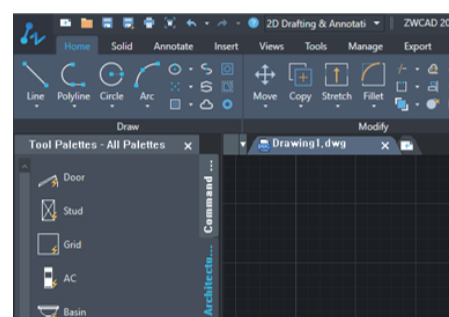 2D Drafting & Annotati
ZWCAD 20
Home Solid Annotate Insert Views Tools Manage Export
Line Polyline Circle Arc Move Copy Stretch Fillet
Draw Modify
Tool Palettes - All Palettes
Drawing1.dwg
Door
Stud
Grid
AC
Basin
Command ...
Architectu...